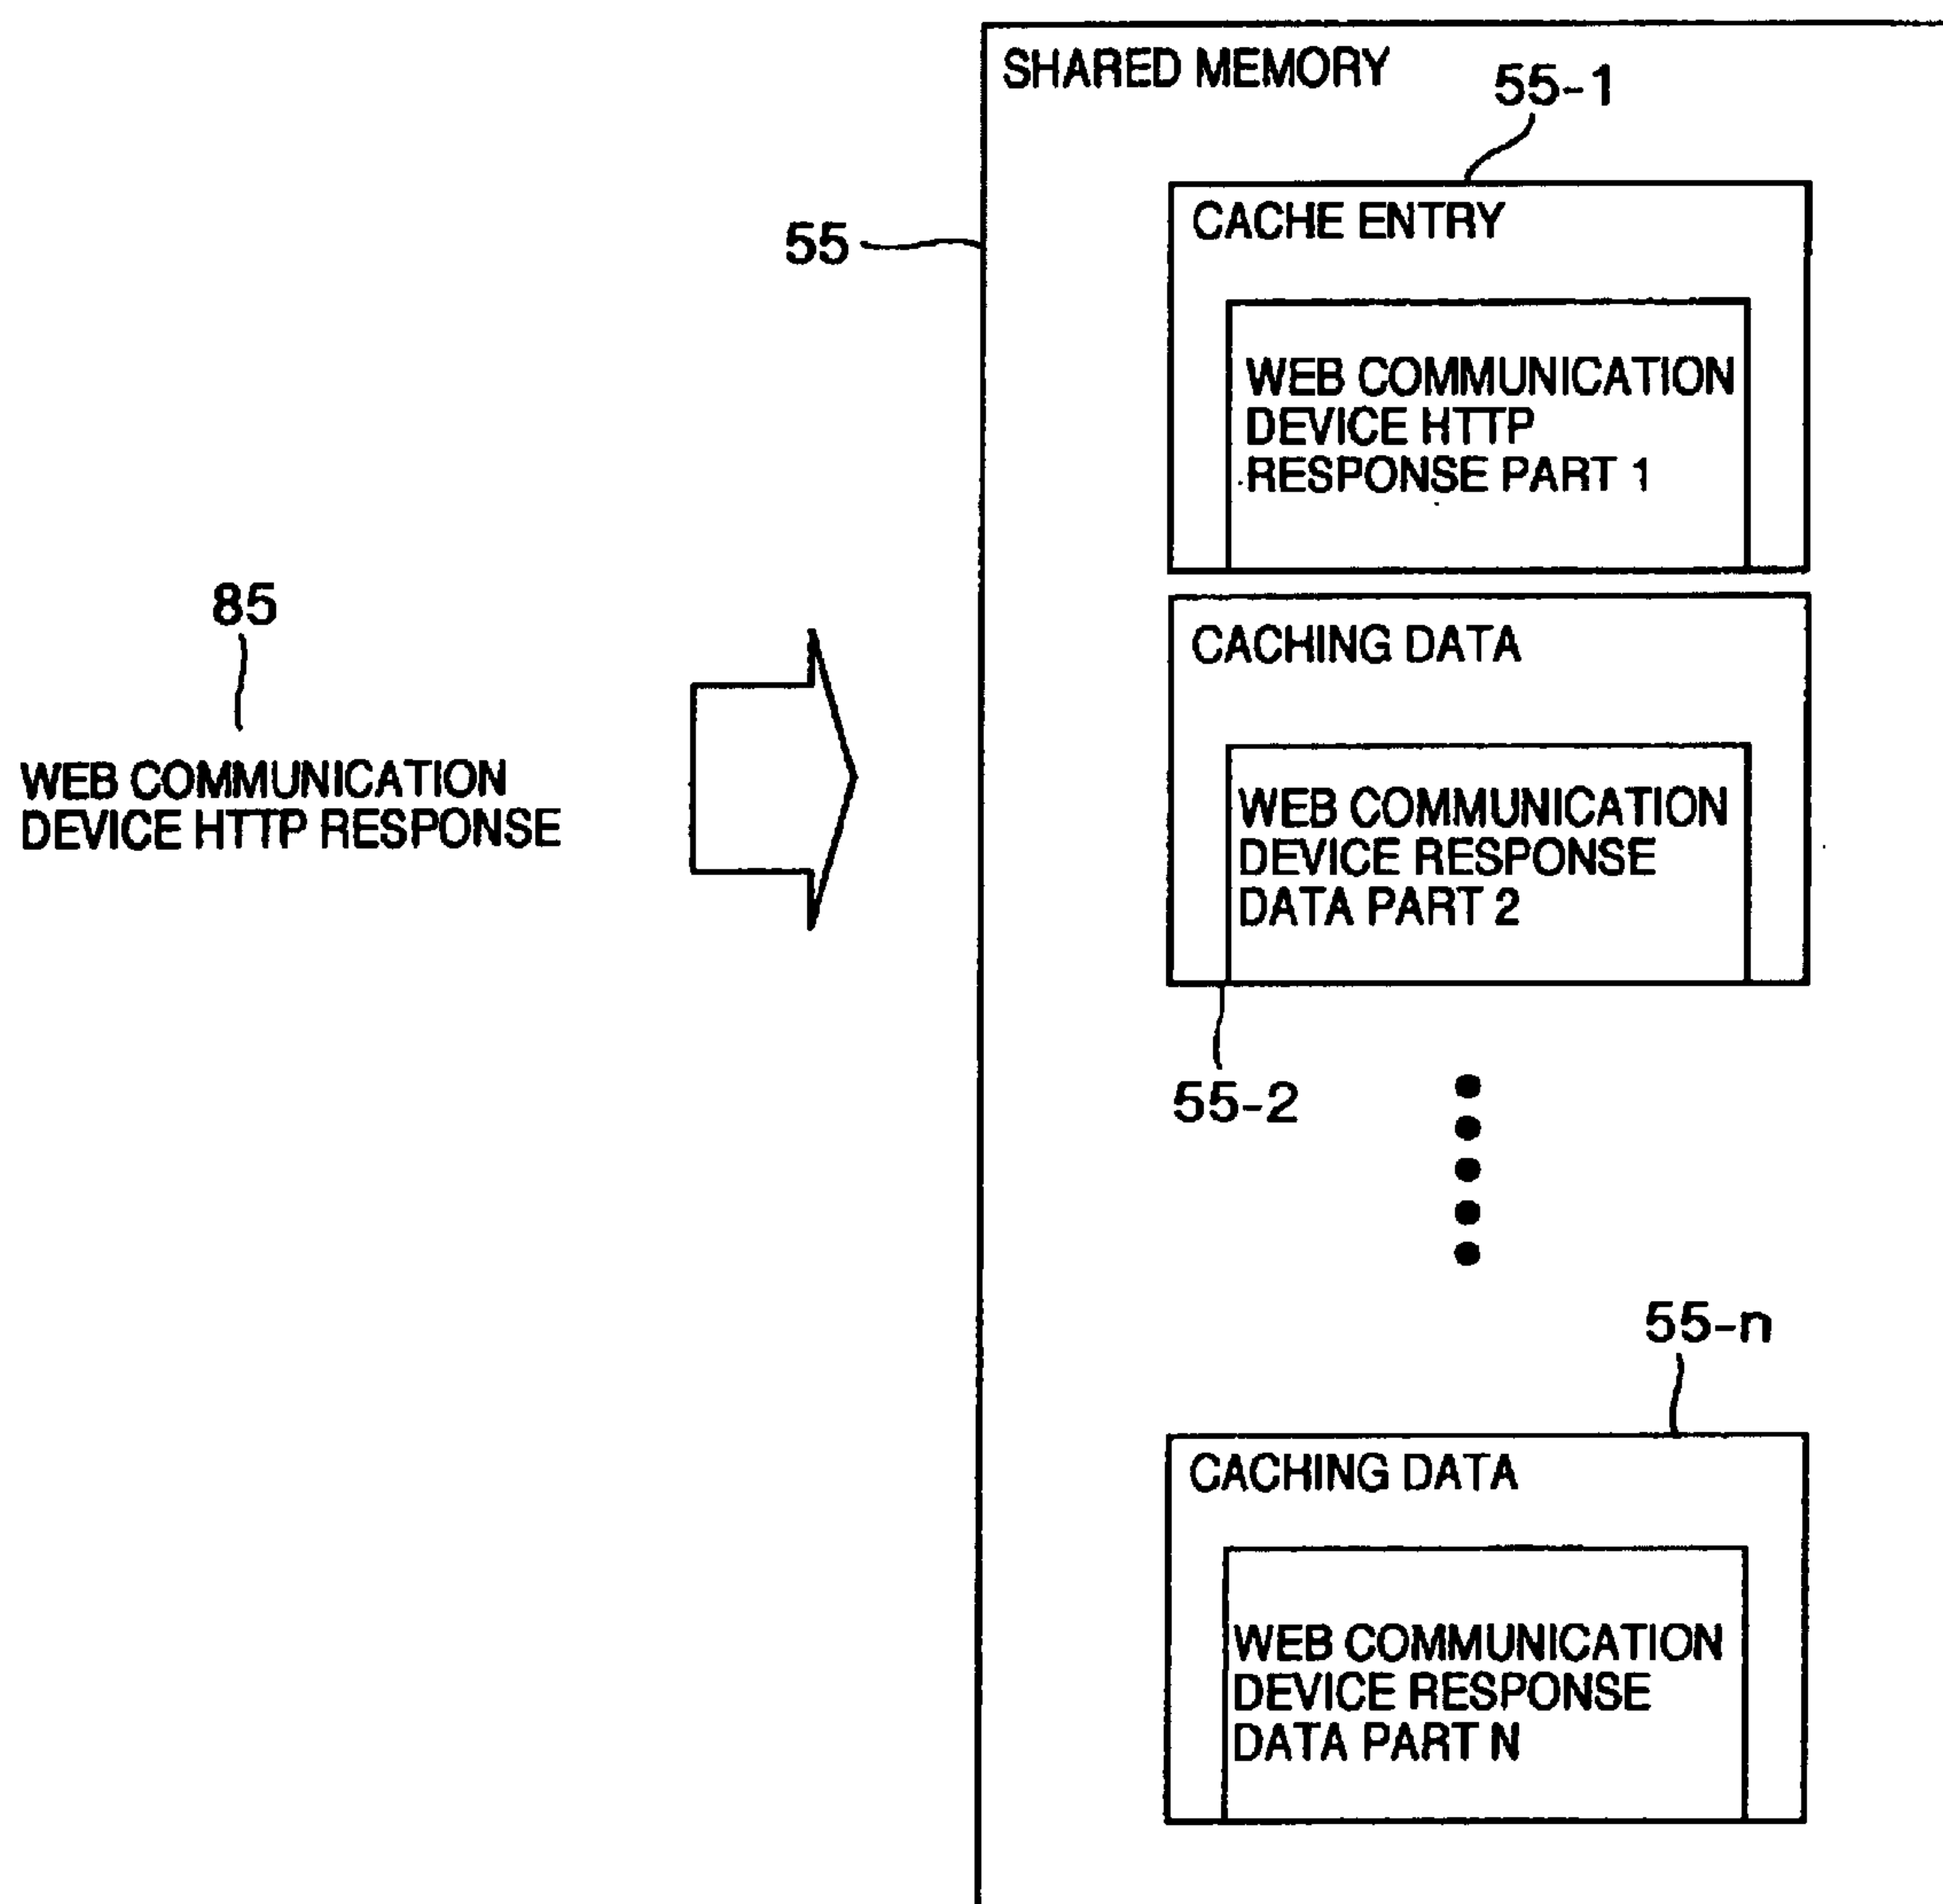 SHARED MEMORY
55-1
55
CACHE ENTRY
WEB COMMUNICATION
DEVICE HTTP
RESPONSE PART 1
85
WEB COMMUNICATION
DEVICE HTTP RESPONSE
CACHING DATA
WEB COMMUNICATION
DEVICE RESPONSE
DATA PART 2
55-2
55-n
CACHING DATA
WEB COMMUNICATION
DEVICE RESPONSE
DATA PART N